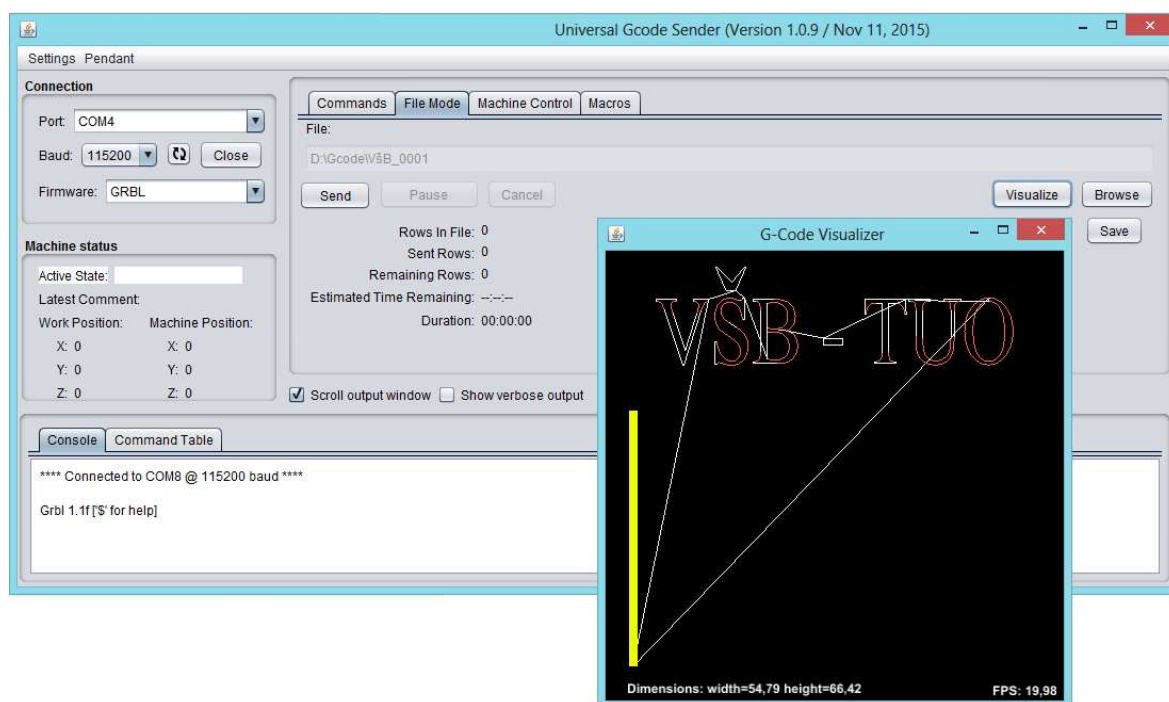 Universal Gcode Sender (Version 1.0.9 / Nov 11, 2015)
Settings Pendant
Connection
Port: COM4
Baud: 115200 Close
Firmware: GRBL
Machine status
Active State:
Latest Comment:
Work Position: Machine Position:
X: 0 X: 0
Y: 0 Y: 0
Z: 0 Z: 0
Commands File Mode Machine Control Macros
File:
D:\Gcode\VŠB_0001
Send Pause Cancel Visualize Browse
Save
Rows In File: 0
Sent Rows: 0
Remaining Rows: 0
Estimated Time Remaining: --:--:--
Duration: 00:00:00
Scroll output window Show verbose output
Console Command Table
**** Connected to COM8 @ 115200 baud ****
Grbl 1.1f ['$' for help]
G-Code Visualizer
VŠB-TUO
Dimensions: width=54,79 height=66,42 FPS: 19,98